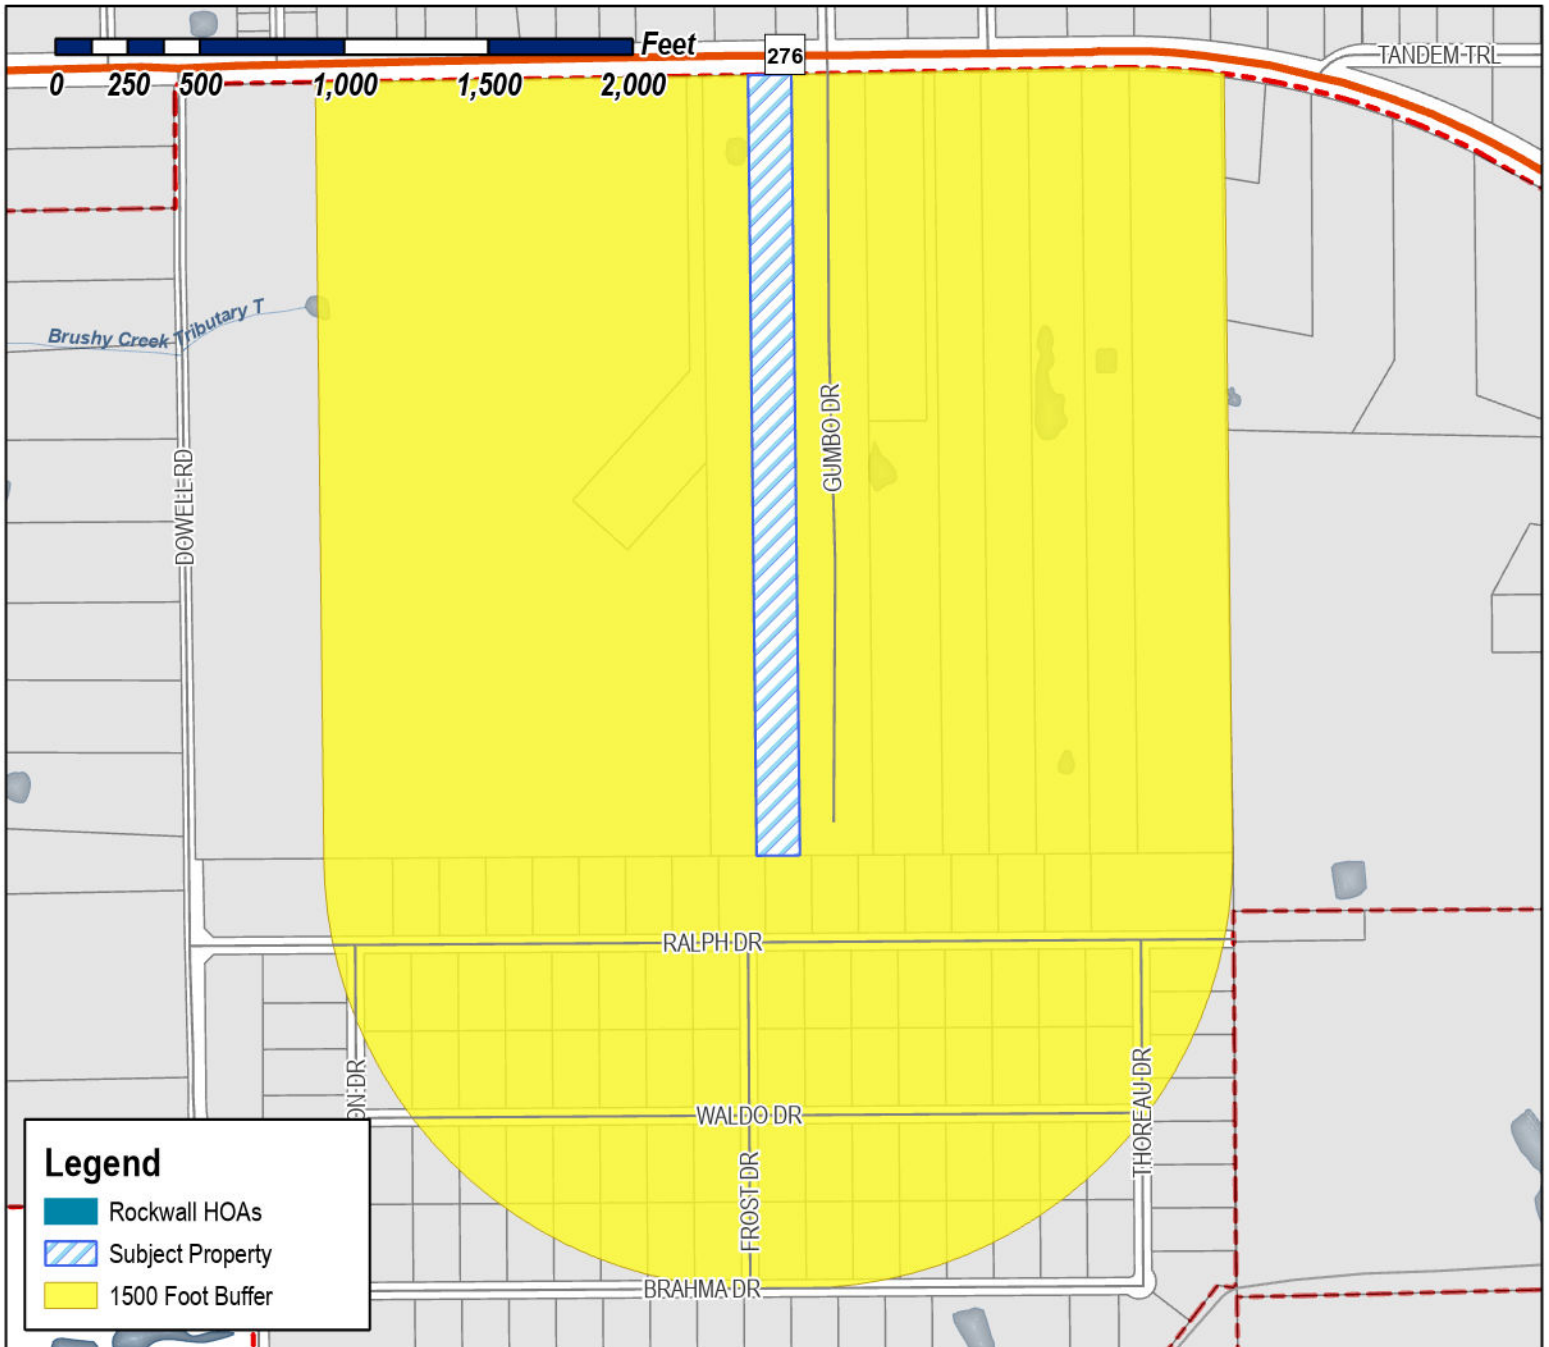 Feet
276
TANDEM TRL
0 250 500 1,000 1,500 2,000
Brushy Creek Tributary T
GUMBO DR
DOWELL RD
RALPH DR
ON DR
THOREAU DR
WALDO DR
FROST DR
BRAHMA DR
Legend
Rockwall HOAs
Subject Property
1500 Foot Buffer